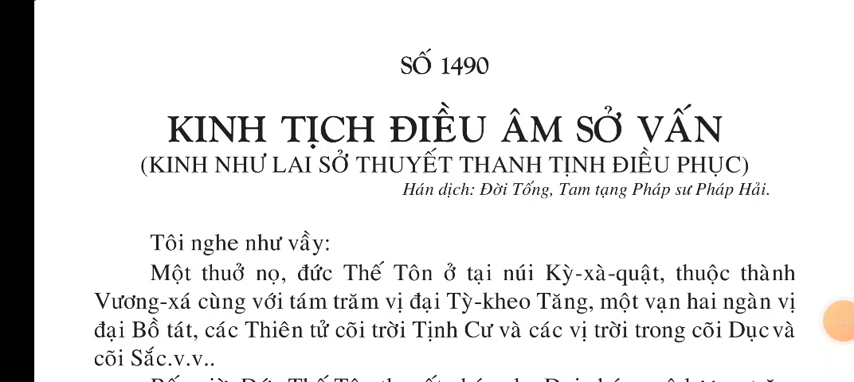 SỐ 1490
KINH TỊCH ĐIỀU ÂM SỞ VẤN
(KINH NHƯ LAI SỞ THUYẾT THANH TỊNH ĐIỀU PHỤC)
Hán dịch: Đời Tống, Tam tạng Pháp sư Pháp Hải.
Tôi nghe như vầy:
Một thuở nọ, đức Thế Tôn ở tại núi Kỳ-xà-quật, thuộc thành
Vương-xá cùng với tám trăm vị đại Tỳ-kheo Tăng, một vạn hai ngàn vị
đại Bồ tát, các Thiên tử cõi trời Tịnh Cư và các vị trời trong cõi Dục và
cõi Sắc.v.v..